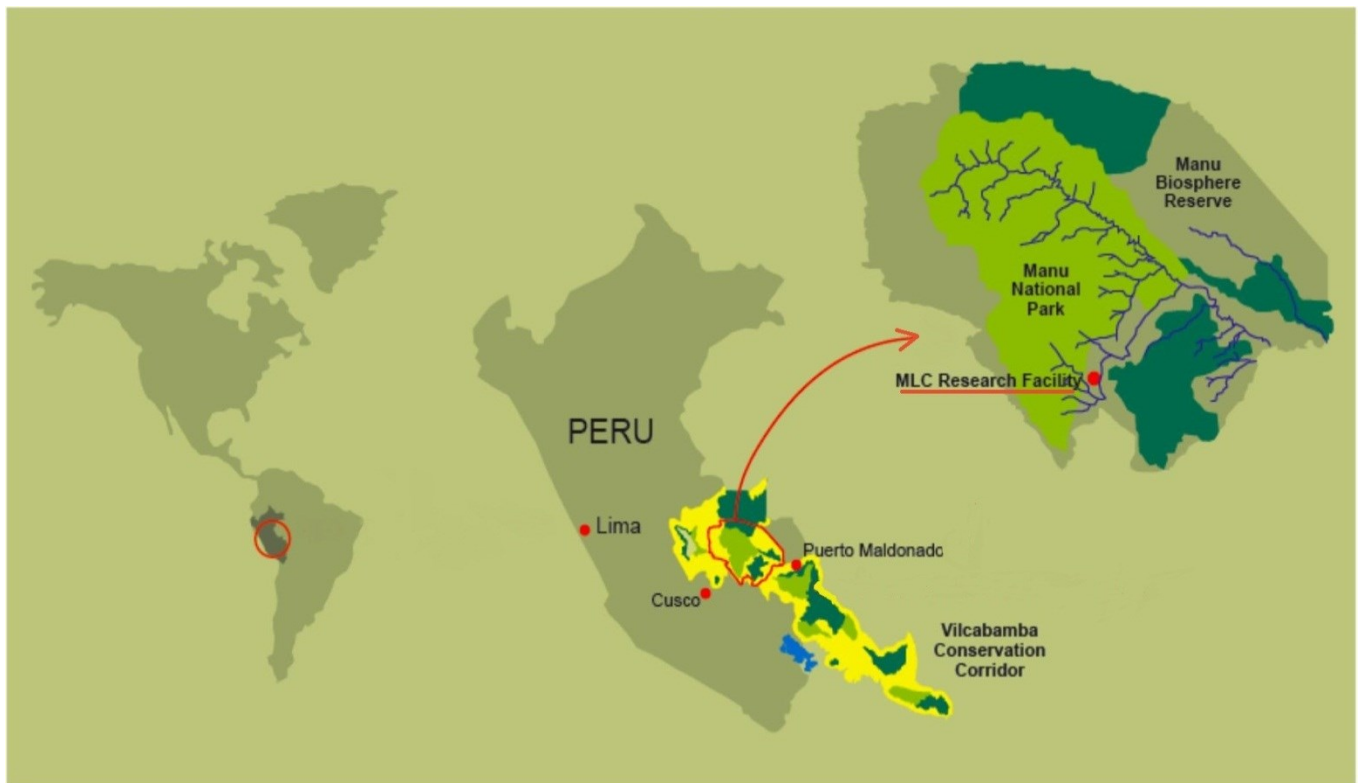 Manu
Biosphere
Reserve
Manu
National
Park
MLC Research Facility
PERU
Lima
Puerto Maldonado
Cusco
Vilcabamba
Conservation
Corridor